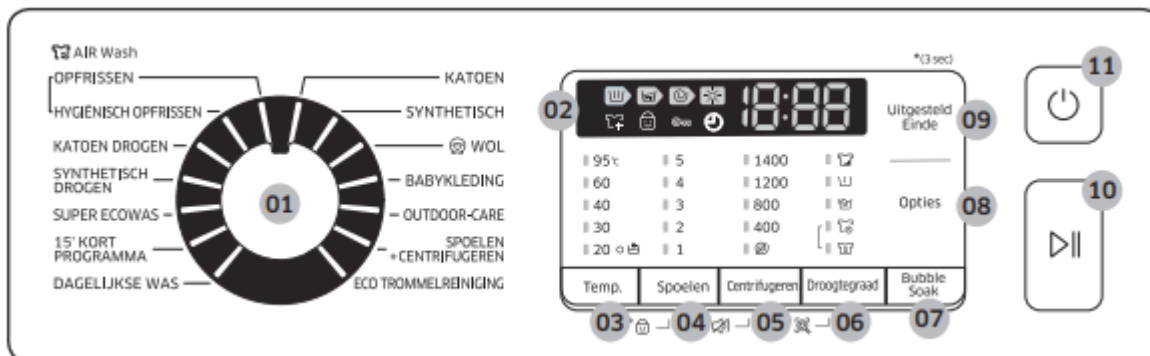 AIR Wash
OPFRISSEN
HYGIËNISCH OPFRISSEN
KATOEN DROGEN
SYNTHETISCH
DROGEN
SUPER ECOWAS
15' KORT
PROGRAMMA
DAGELIJKSE WAS
01
KATOEN
SYNTHETISCH
WOL
BABYKLEDING
OUTDOOR-CARE
SPOELEN
+CENTRIFUGEREN
ECO TROMMELREINIGING
*(3 sec)
02
18:88
95℃ 5 1400
60 4 1200
40 3 800
30 2 400
20 1
Uitgesteld
Einde
09
Opties
08
Temp. Spoelen Centrifugeren Droogtegraad Bubble
Soak
03 04 05 06 07
11
10